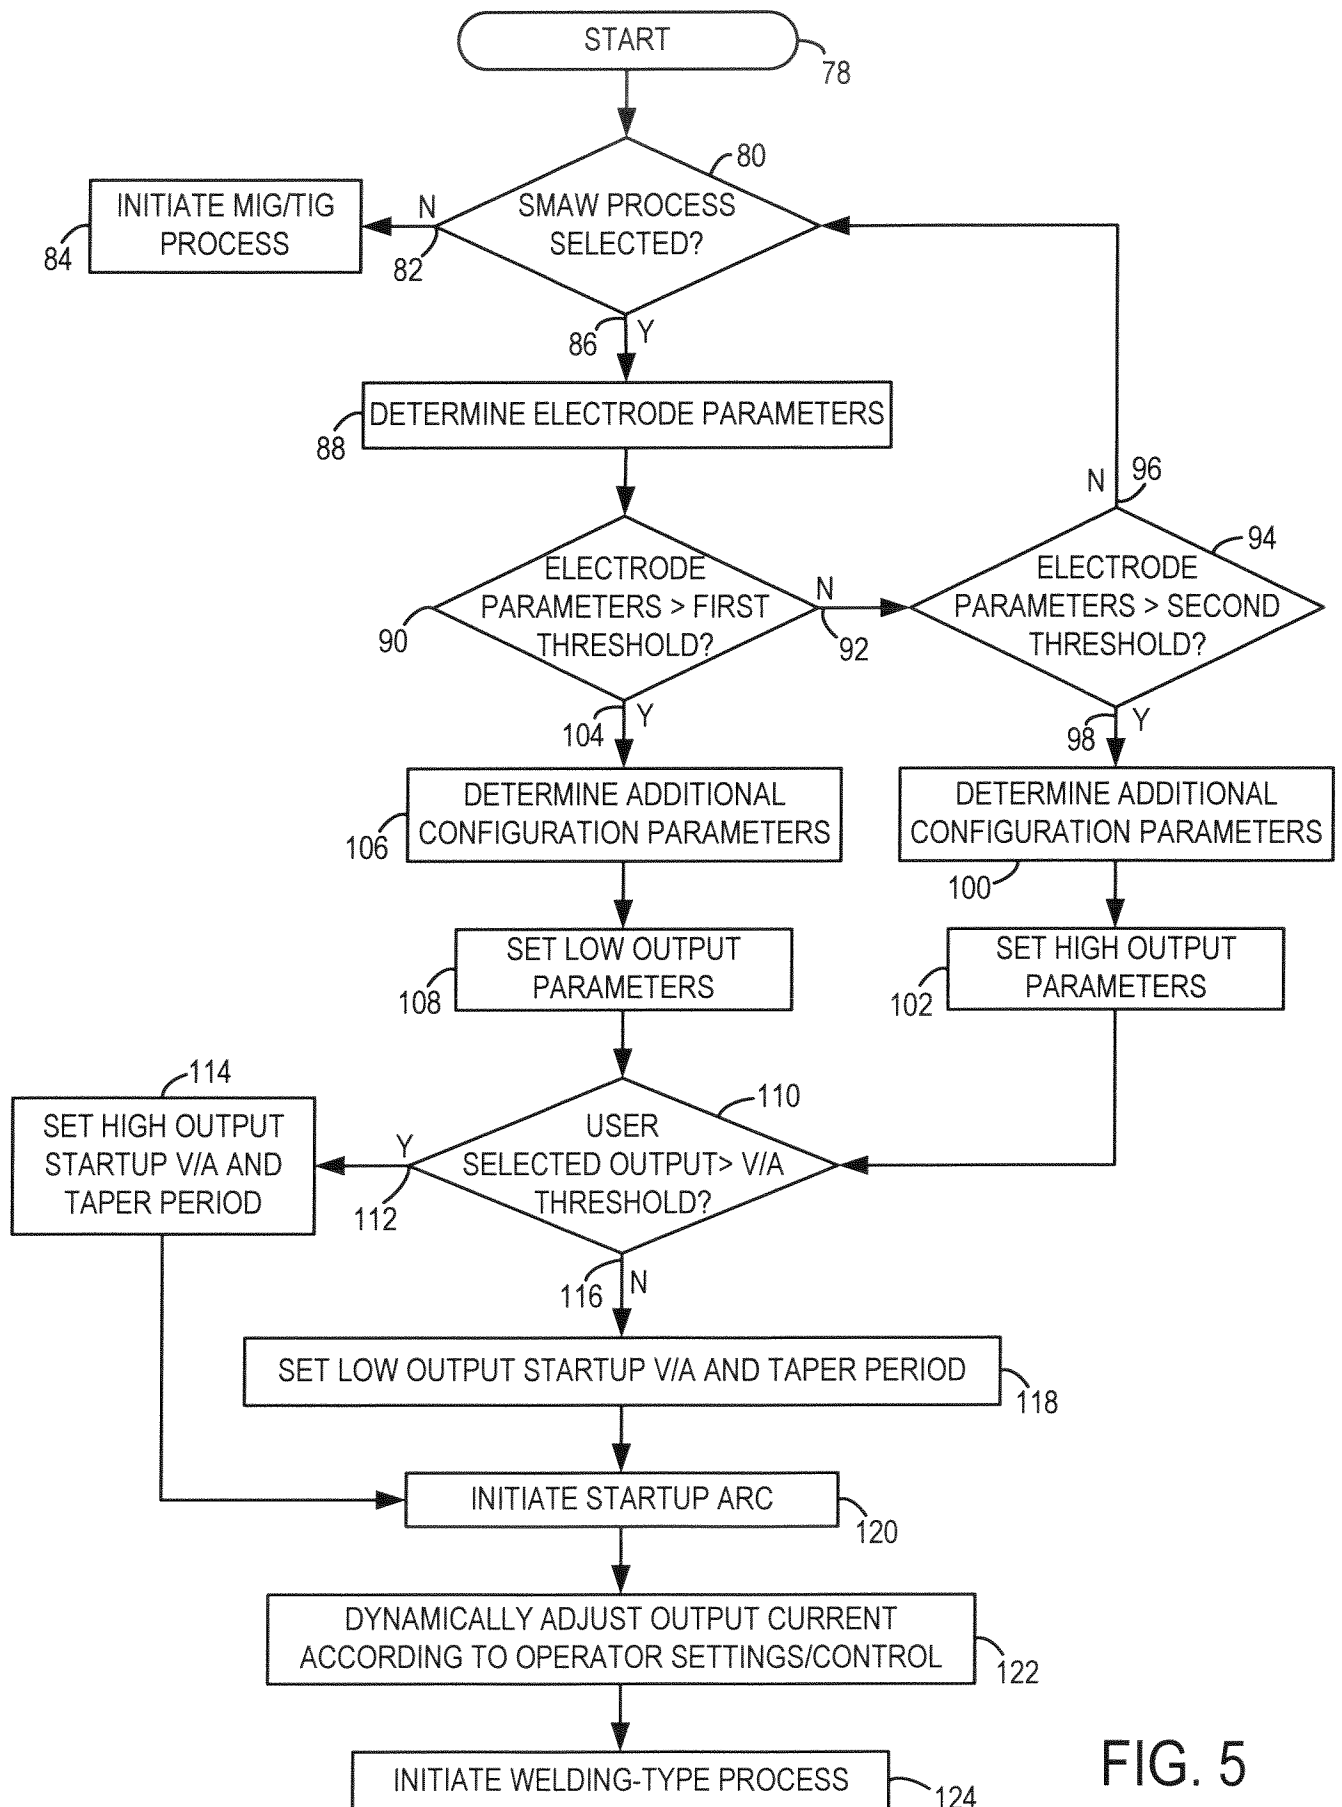 START
78
80
SMAW PROCESS
SELECTED?
N
82
INITIATE MIG/TIG
PROCESS
84
86
Y
DETERMINE ELECTRODE PARAMETERS
88
ELECTRODE
PARAMETERS > FIRST
THRESHOLD?
90
N
92
N
96
94
ELECTRODE
PARAMETERS > SECOND
THRESHOLD?
104
Y
98
Y
DETERMINE ADDITIONAL
CONFIGURATION PARAMETERS
106
DETERMINE ADDITIONAL
CONFIGURATION PARAMETERS
100
SET LOW OUTPUT
PARAMETERS
108
SET HIGH OUTPUT
PARAMETERS
102
114
SET HIGH OUTPUT
STARTUP V/A AND
TAPER PERIOD
110
USER
SELECTED OUTPUT> V/A
THRESHOLD?
Y
112
116
N
SET LOW OUTPUT STARTUP V/A AND TAPER PERIOD
118
INITIATE STARTUP ARC
120
DYNAMICALLY ADJUST OUTPUT CURRENT
ACCORDING TO OPERATOR SETTINGS/CONTROL
122
INITIATE WELDING-TYPE PROCESS
124
FIG. 5